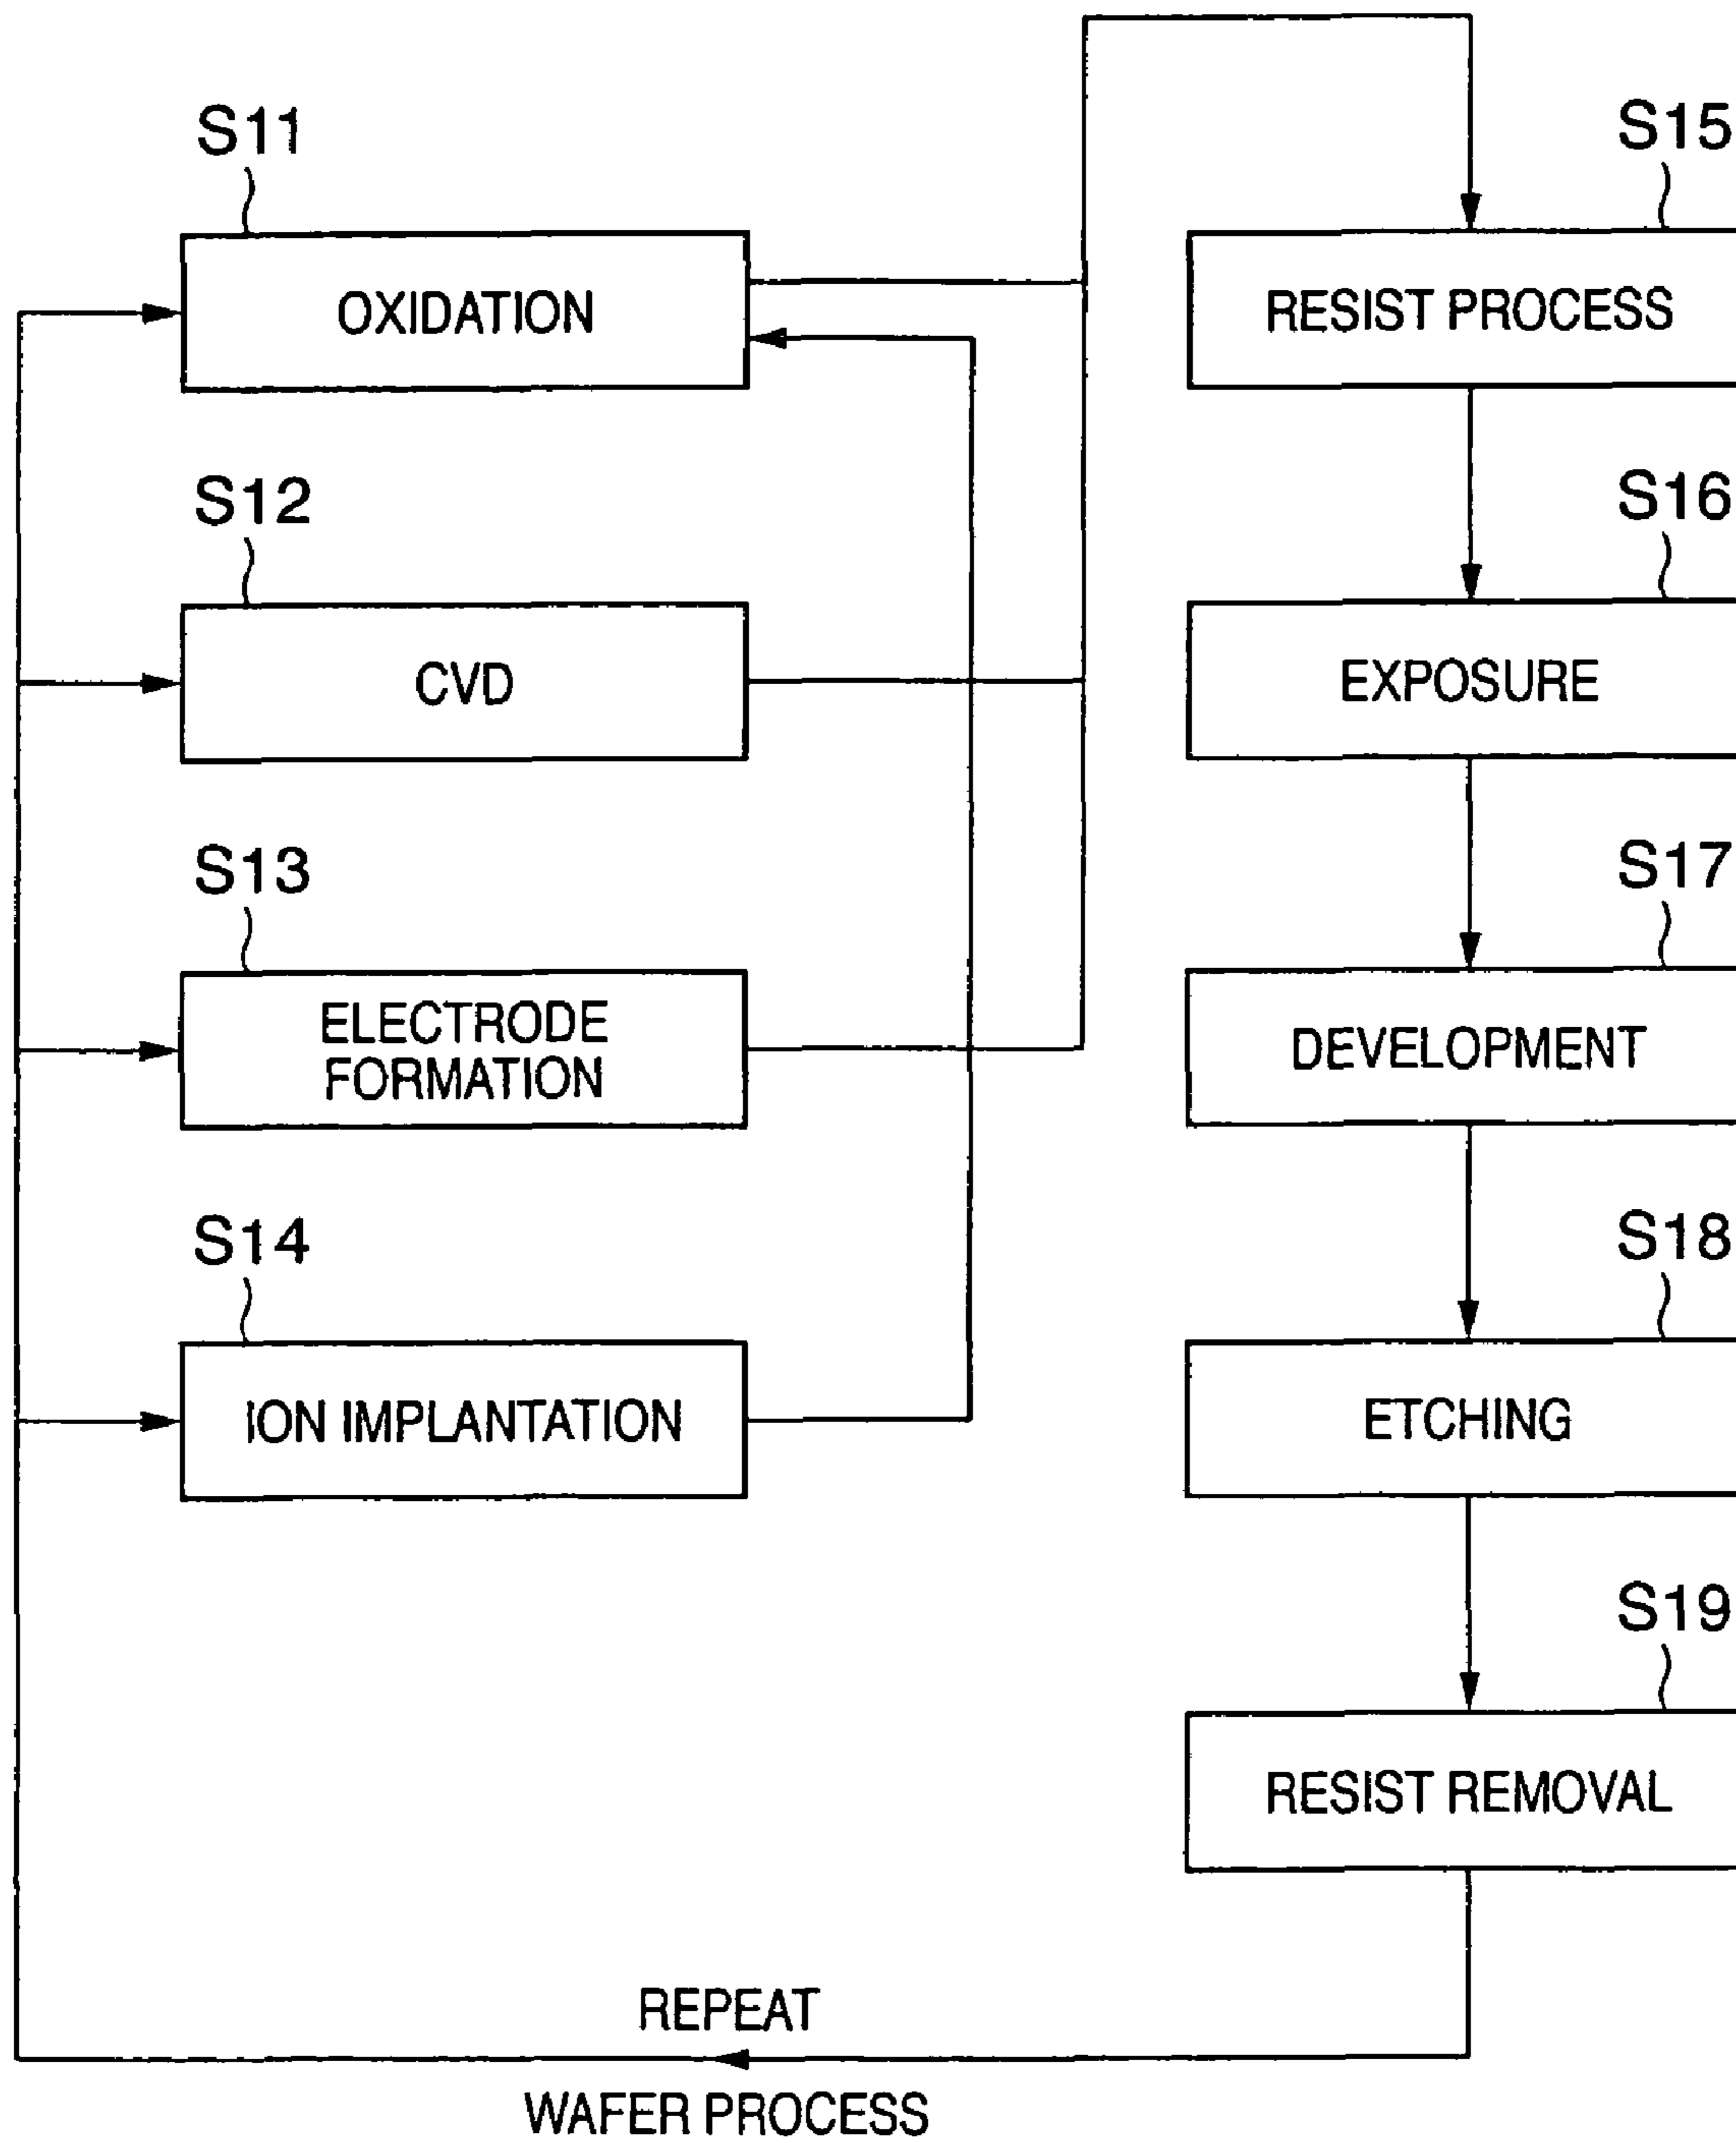 S11
OXIDATION
S12
CVD
S13
ELECTRODE
FORMATION
S14
ION IMPLANTATION
S15
RESIST PROCESS
S16
EXPOSURE
S17
DEVELOPMENT
S18
ETCHING
S19
RESIST REMOVAL
REPEAT
WAFER PROCESS